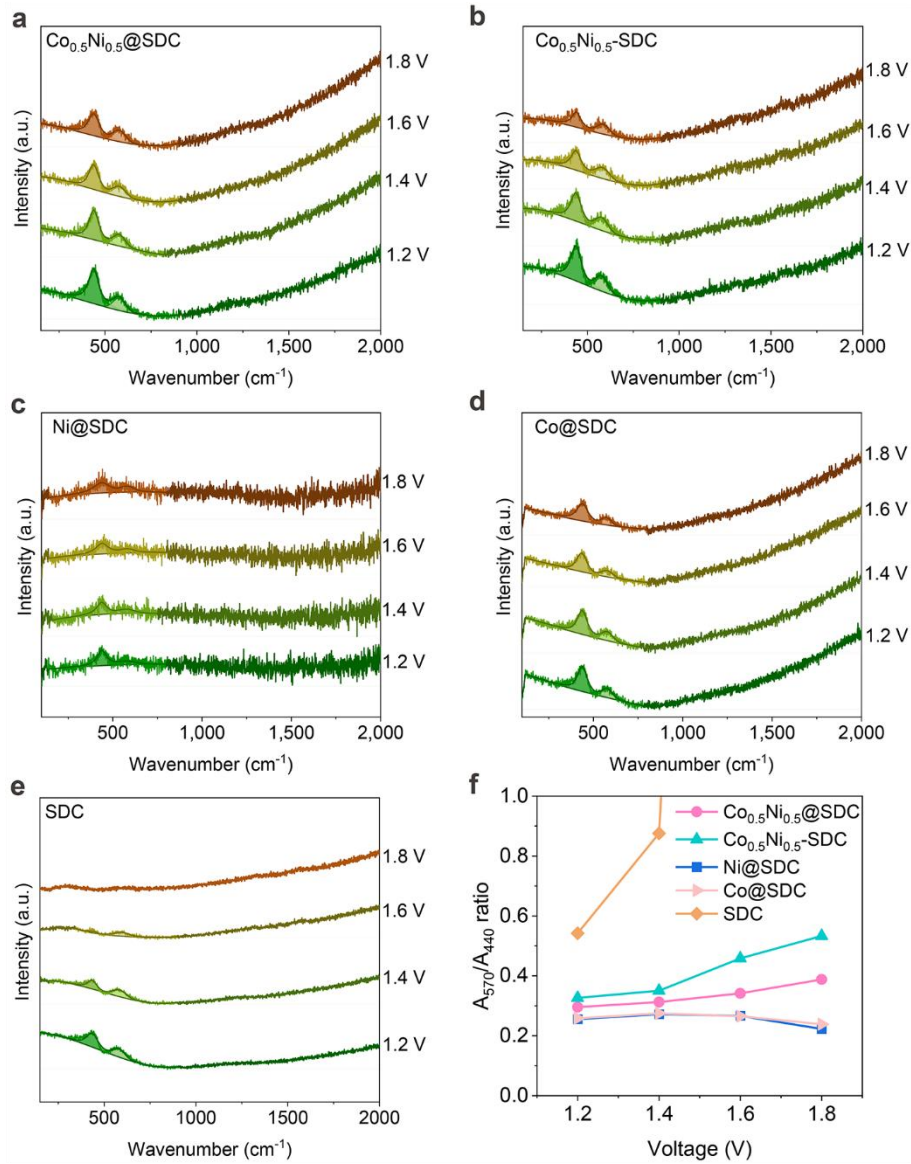 a
Co0.5Ni0.5@SDC
1.8 V
1.6 V
1.4 V
1.2 V
Intensity (a.u.)
500 1,000 1,500 2,000
Wavenumber (cm-1)
b
Co0.5Ni0.5-SDC
1.8 V
1.6 V
1.4 V
1.2 V
Intensity (a.u.)
500 1,000 1,500 2,000
Wavenumber (cm-1)
c
Ni@SDC
1.8 V
1.6 V
1.4 V
1.2 V
Intensity (a.u.)
500 1,000 1,500 2,000
Wavenumber (cm-1)
d
Co@SDC
1.8 V
1.6 V
1.4 V
1.2 V
Intensity (a.u.)
500 1,000 1,500 2,000
Wavenumber (cm-1)
e
SDC
1.8 V
1.6 V
1.4 V
1.2 V
Intensity (a.u.)
500 1000 1500 2000
Wavenumber (cm-1)
f
A570/A440 ratio
1.0
0.8
0.6
0.4
0.2
0.0
Co0.5Ni0.5@SDC
Co0.5Ni0.5-SDC
Ni@SDC
Co@SDC
SDC
1.2 1.4 1.6 1.8
Voltage (V)